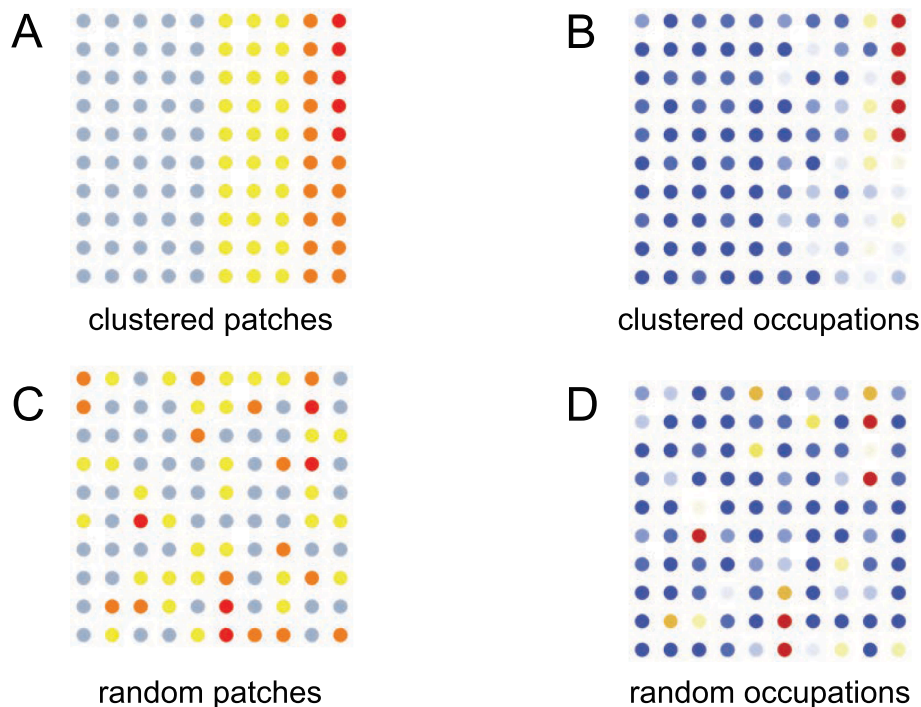 A
B
clustered patches
clustered occupations
C
D
random patches
random occupations